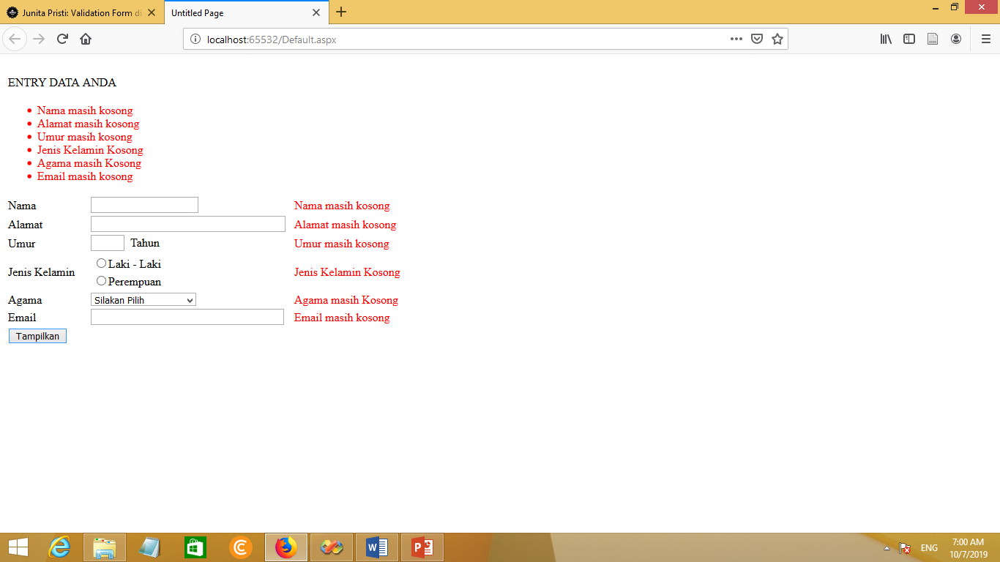 Junita Pristi: Validation Form di
Untitled Page
localhost:65532/Default.aspx
ENTRY DATA ANDA
Nama masih kosong
Alamat masih kosong
Umur masih kosong
Jenis Kelamin Kosong
Agama masih Kosong
Email masih kosong
Nama Nama masih kosong
Alamat Alamat masih kosong
Umur Tahun Umur masih kosong
Jenis Kelamin Laki - Laki Jenis Kelamin Kosong
Perempuan
Agama Silakan Pilih Agama masih Kosong
Email Email masih kosong
Tampilkan
ENG
7:00 AM
10/7/2019